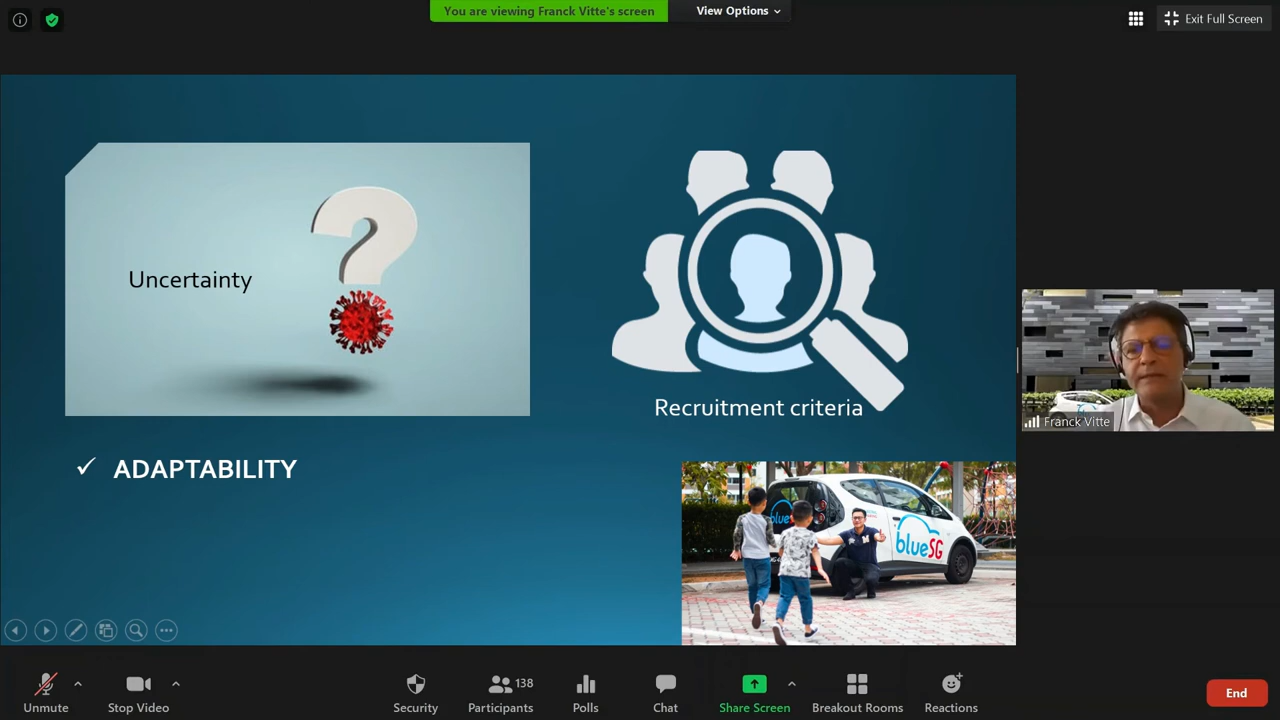 You are viewing Franck Vitte's screen
View Options
Exit Full Screen
Uncertainty
Recruitment criteria
✓ ADAPTABILITY
blue
blueSG
Franck Vitte
Unmute
Stop Video
Security
138
Participants
Polls
Chat
Share Screen
Breakout Rooms
Reactions
End